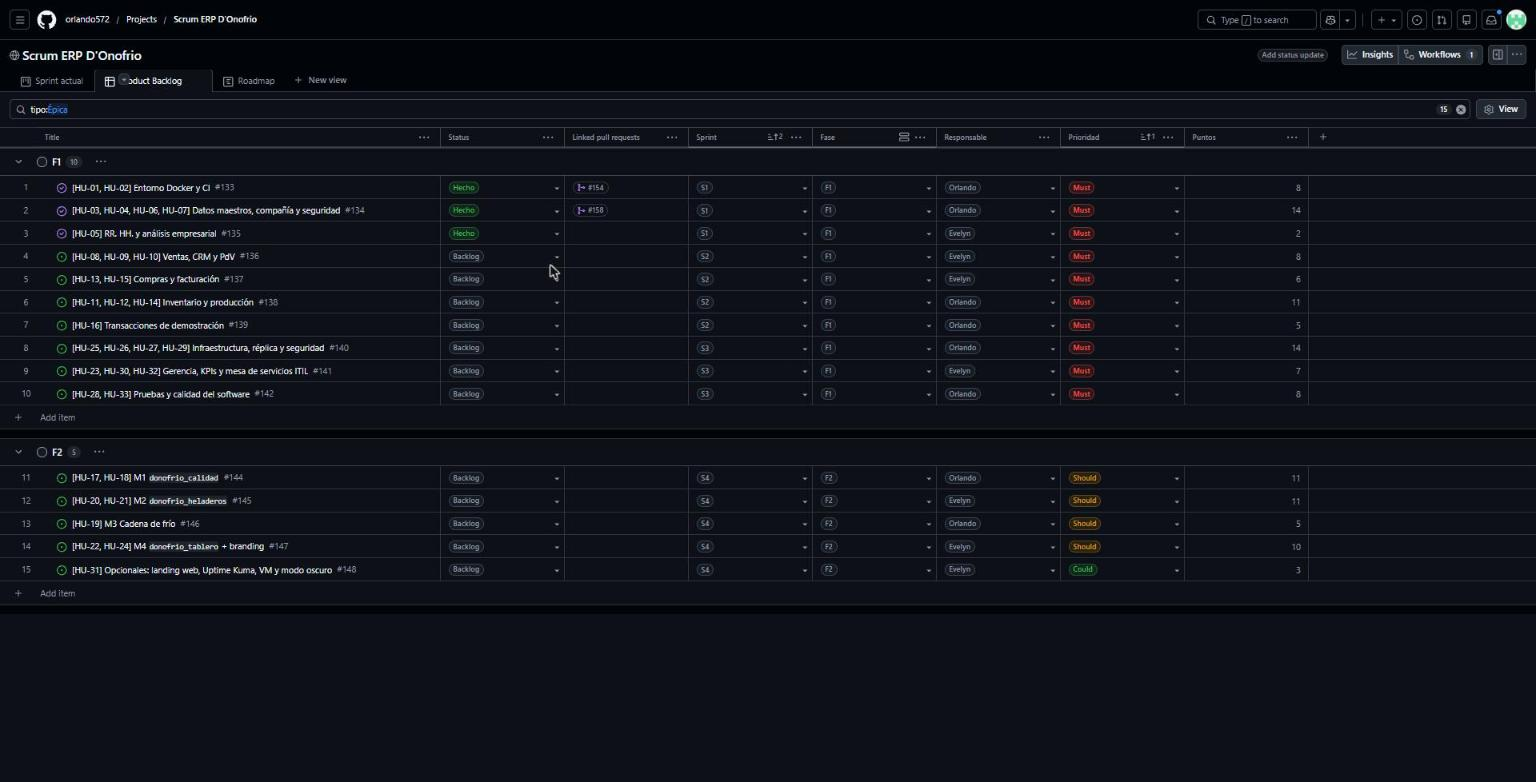 orlando572 / Projects / Scrum ERP D'Onofrio Type / to search
Scrum ERP D'Onofrio Add status update Insights Workflows 1
Sprint actual Product Backlog Roadmap + New view
tipo:Épica 15 View
Title Status Linked pull requests Sprint 2 Fase Responsable Prioridad 1 Puntos +
F1 10
1 [HU-01, HU-02] Entorno Docker y CI #133 Hecho #154 S1 F1 Orlando Must 8
2 [HU-03, HU-04, HU-06, HU-07] Datos maestros, compañía y seguridad #134 Hecho #158 S1 F1 Orlando Must 14
3 [HU-05] RR. HH. y análisis empresarial #135 Hecho S1 F1 Evelyn Must 2
4 [HU-08, HU-09, HU-10] Ventas, CRM y PdV #136 Backlog S2 F1 Evelyn Must 8
5 [HU-13, HU-15] Compras y facturación #137 Backlog S2 F1 Evelyn Must 6
6 [HU-11, HU-12, HU-14] Inventario y producción #138 Backlog S2 F1 Orlando Must 11
7 [HU-16] Transacciones de demostración #139 Backlog S2 F1 Orlando Must 5
8 [HU-25, HU-26, HU-27, HU-29] Infraestructura, réplica y seguridad #140 Backlog S3 F1 Orlando Must 14
9 [HU-23, HU-30, HU-32] Gerencia, KPIs y mesa de servicios ITIL #141 Backlog S3 F1 Evelyn Must 7
10 [HU-28, HU-33] Pruebas y calidad del software #142 Backlog S3 F1 Orlando Must 8
+ Add item
F2 5
11 [HU-17, HU-18] M1 donofrio_calidad #144 Backlog S4 F2 Orlando Should 11
12 [HU-20, HU-21] M2 donofrio_heladeros #145 Backlog S4 F2 Evelyn Should 11
13 [HU-19] M3 Cadena de frío #146 Backlog S4 F2 Orlando Should 5
14 [HU-22, HU-24] M4 donofrio_tablero + branding #147 Backlog S4 F2 Evelyn Should 10
15 [HU-31] Opcionales: landing web, Uptime Kuma, VM y modo oscuro #148 Backlog S4 F2 Evelyn Could 3
+ Add item